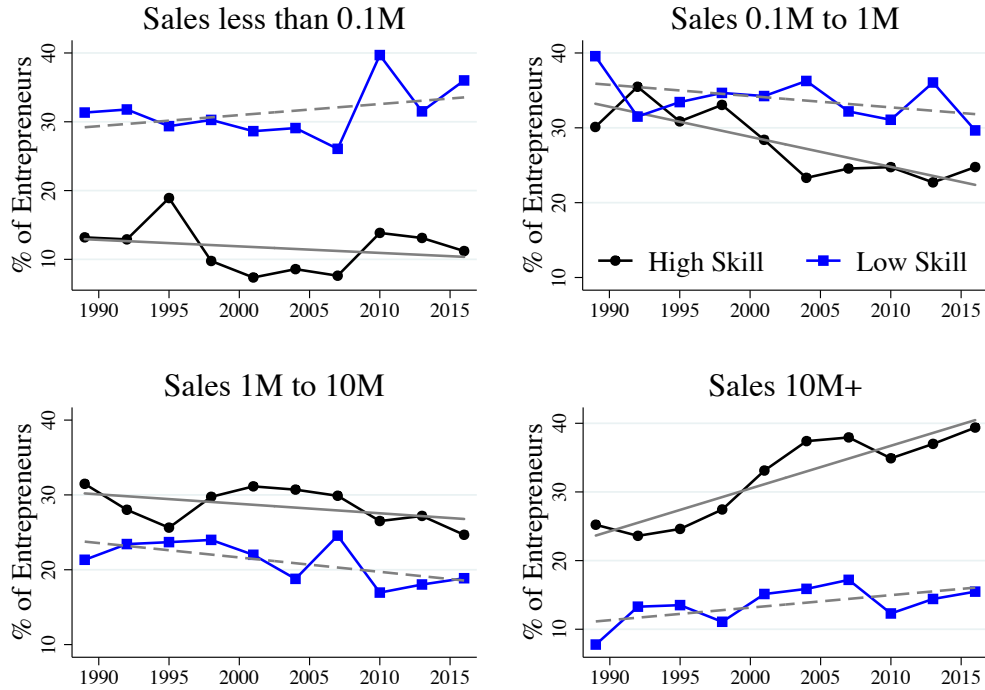 Sales less than 0.1M
% of Entrepreneurs
40
30
20
10
1990 1995 2000 2005 2010 2015
Sales 0.1M to 1M
% of Entrepreneurs
40
30
20
10
High Skill Low Skill
1990 1995 2000 2005 2010 2015
Sales 1M to 10M
% of Entrepreneurs
40
30
20
10
1990 1995 2000 2005 2010 2015
Sales 10M+
% of Entrepreneurs
40
30
20
10
1990 1995 2000 2005 2010 2015